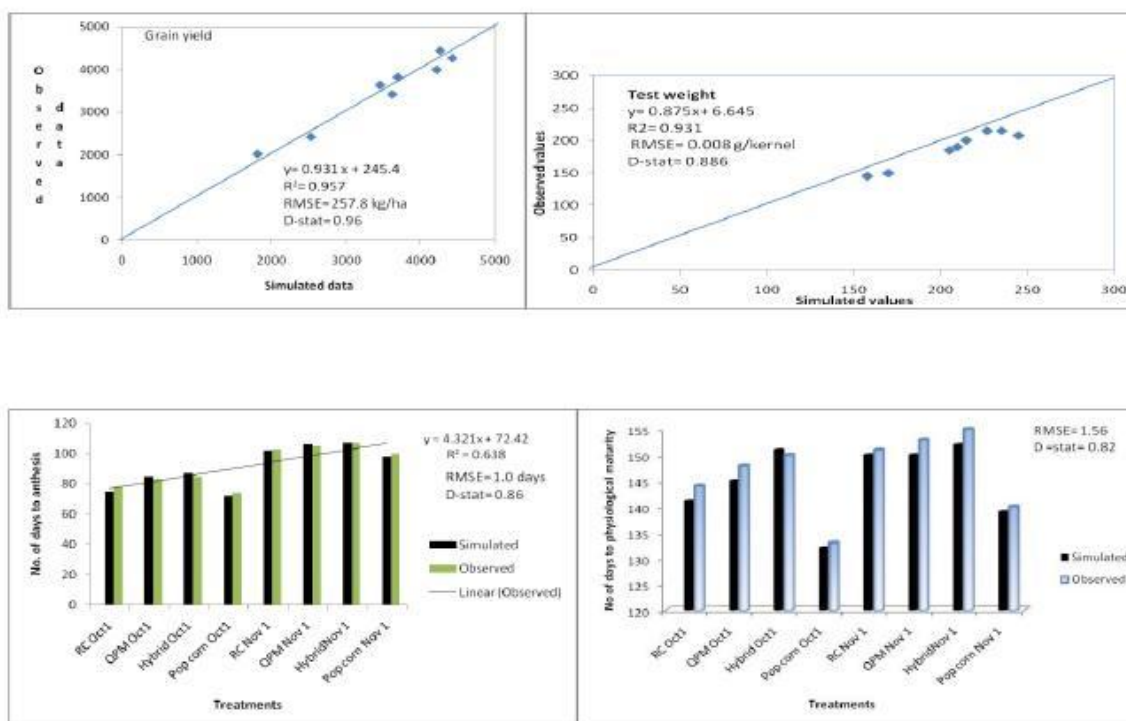 Grain yield
Observed data
5000
4000
3000
2000
1000
0
y= 0.931 x + 245.4
R² = 0.957
RMSE= 257.8 kg/ha
D-stat= 0.96
0 1000 2000 3000 4000 5000
Simulated data
Observed values
300
250
200
150
100
50
0
Test weight
y= 0.875x+ 6.645
R2= 0.931
RMSE= 0.008 g/kernel
D-stat= 0.886
0 50 100 150 200 250 300
Simulated values
No. of days to anthesis
120
100
80
60
40
20
0
y = 4.321x+ 72.42
R² = 0.638
RMSE= 1.0 days
D-stat= 0.86
Simulated
Observed
Linear (Observed)
RC Oct1
QPM Oct1
Hybrid Oct1
Pop corn Oct1
RC Nov 1
QPM Nov 1
HybridNov 1
Pop corn Nov 1
Treatments
No of days to physiological maturity
155
150
145
140
135
130
125
120
RMSE= 1.56
D =stat= 0.82
Simulated
Observed
RC Oct1
QPM Oct1
Hybrid Oct1
Pop corn Oct1
RC Nov 1
QPM Nov 1
HybridNov 1
Pop corn Nov 1
Treatments